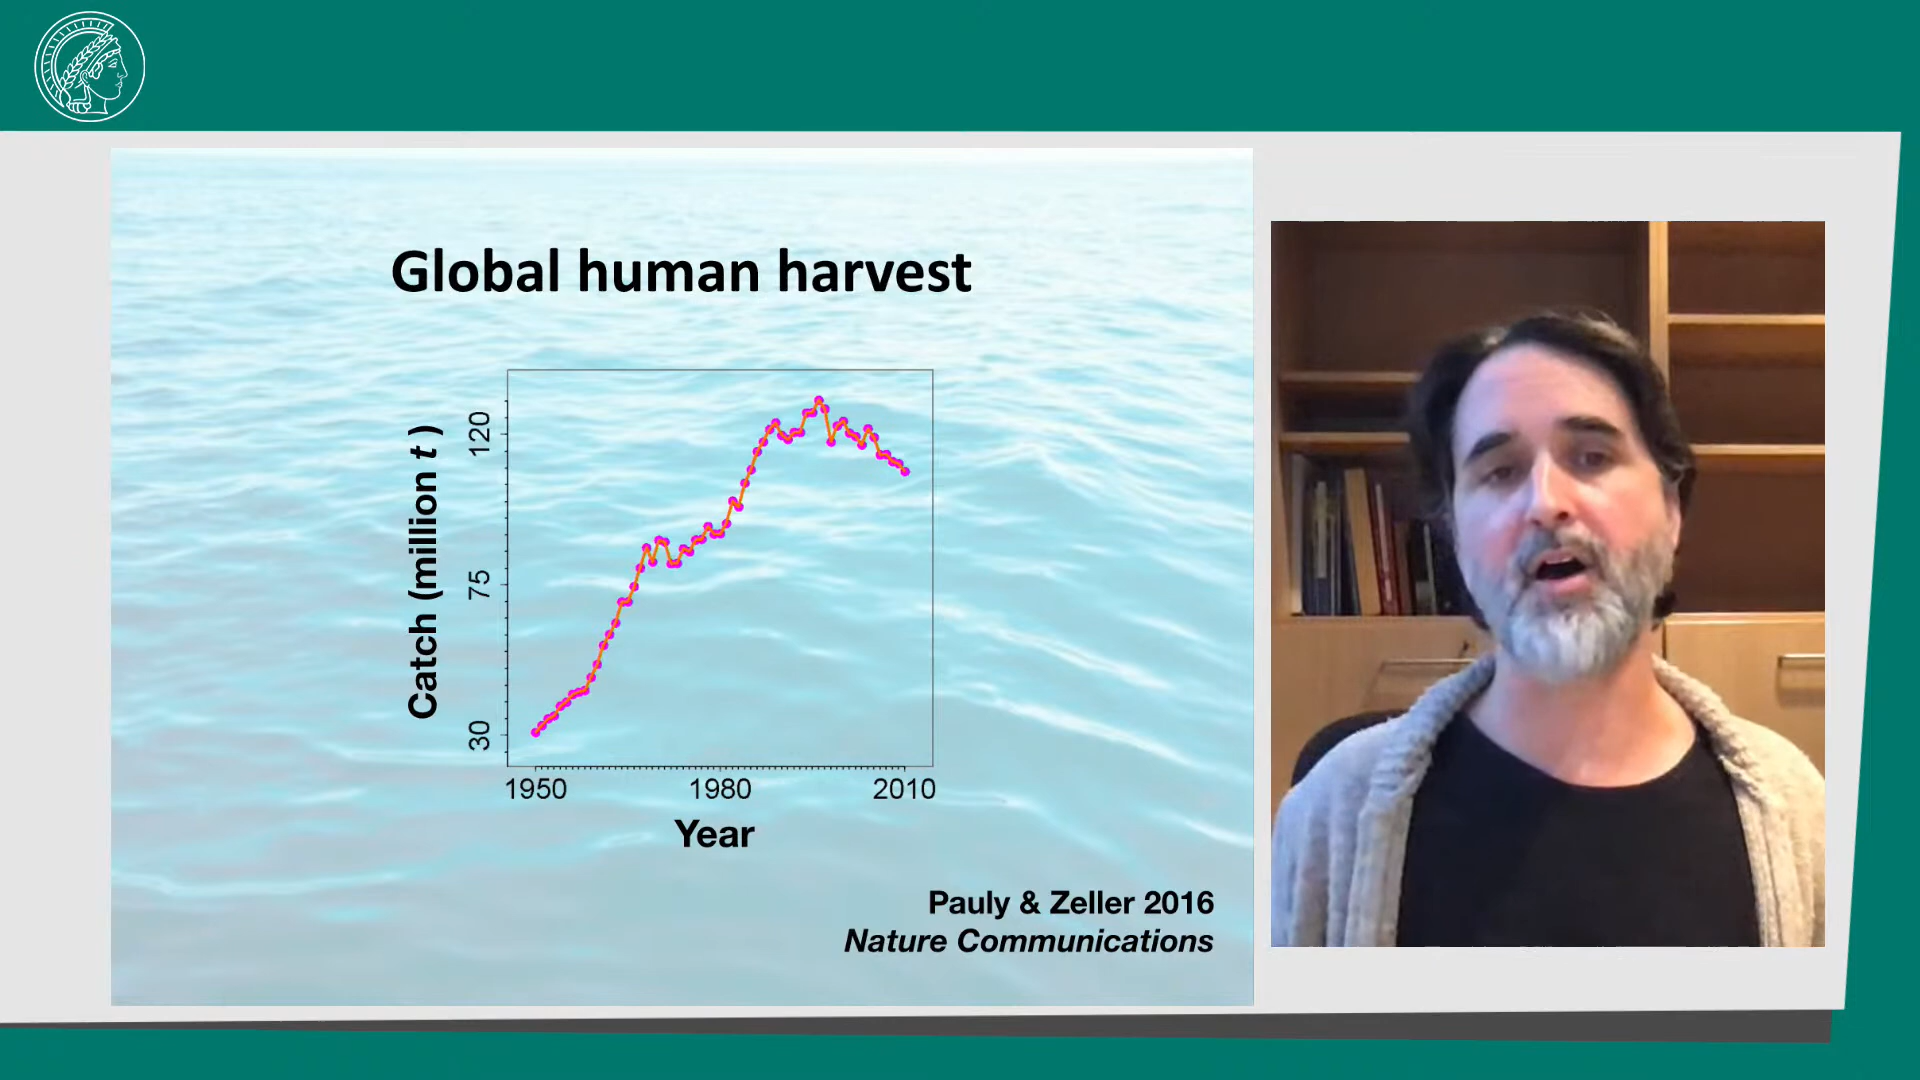 Global human harvest
Catch (million t)
120
75
30
1950 1980 2010
Year
Pauly & Zeller 2016
Nature Communications